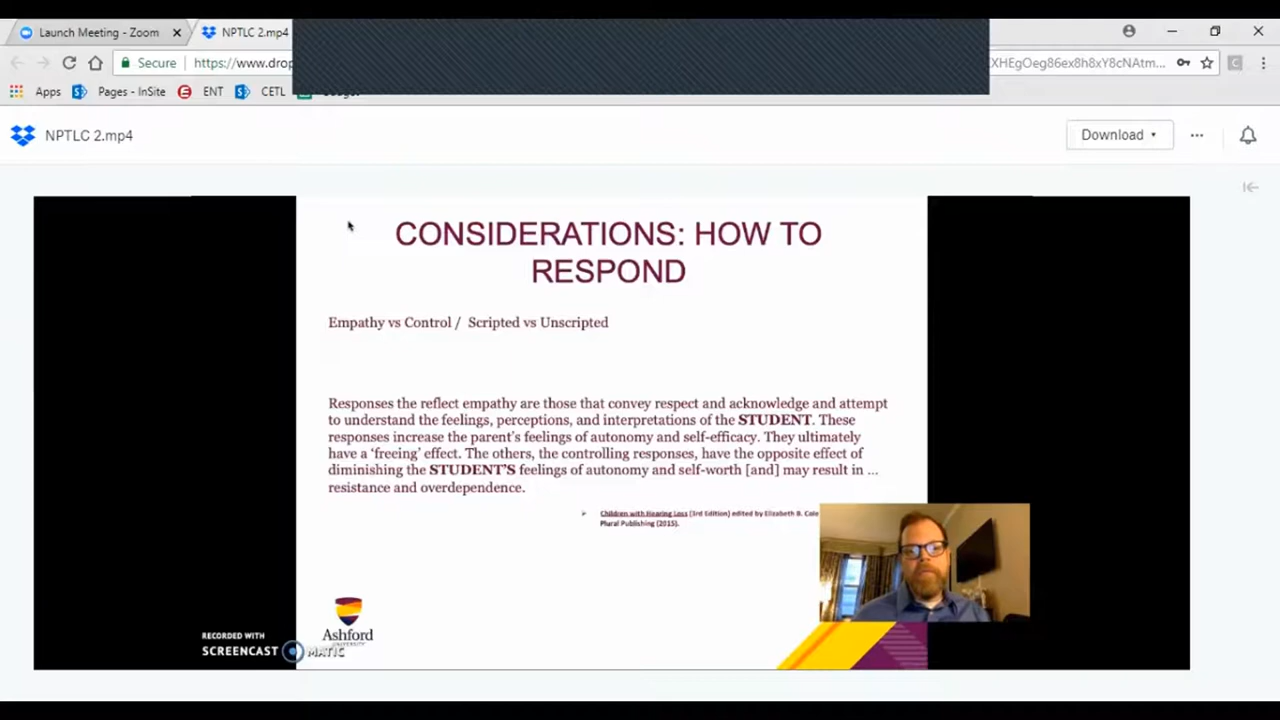 Launch Meeting - Zoom
NPTLC 2.mp4
Secure
https://www.drop
XHEgOeg86ex8h8xY8cNAtm...
Apps
Pages - InSite
ENT
CETL
NPTLC 2.mp4
Download
CONSIDERATIONS: HOW TO
RESPOND
Empathy vs Control / Scripted vs Unscripted
Responses the reflect empathy are those that convey respect and acknowledge and attempt
to understand the feelings, perceptions, and interpretations of the STUDENT. These
responses increase the parent's feelings of autonomy and self-efficacy. They ultimately
have a 'freeing' effect. The others, the controlling responses, have the opposite effect of
diminishing the STUDENT'S feelings of autonomy and self-worth [and] may result in ...
resistance and overdependence.
Children with Hearing Loss (3rd Edition) edited by Elizabeth B. Cole
Plural Publishing (2015).
Ashford
RECORDED WITH
SCREENCAST MATIC